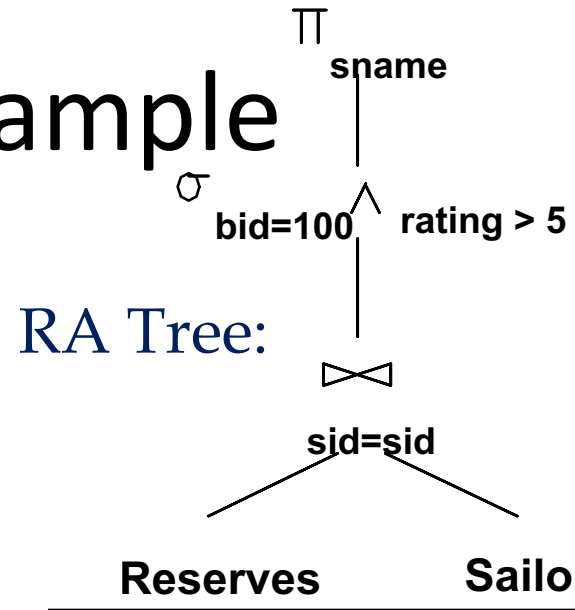 π
sname
ample
σ bid=100 ∧ rating > 5
RA Tree:
⋈
sid=sid
Reserves Sailo